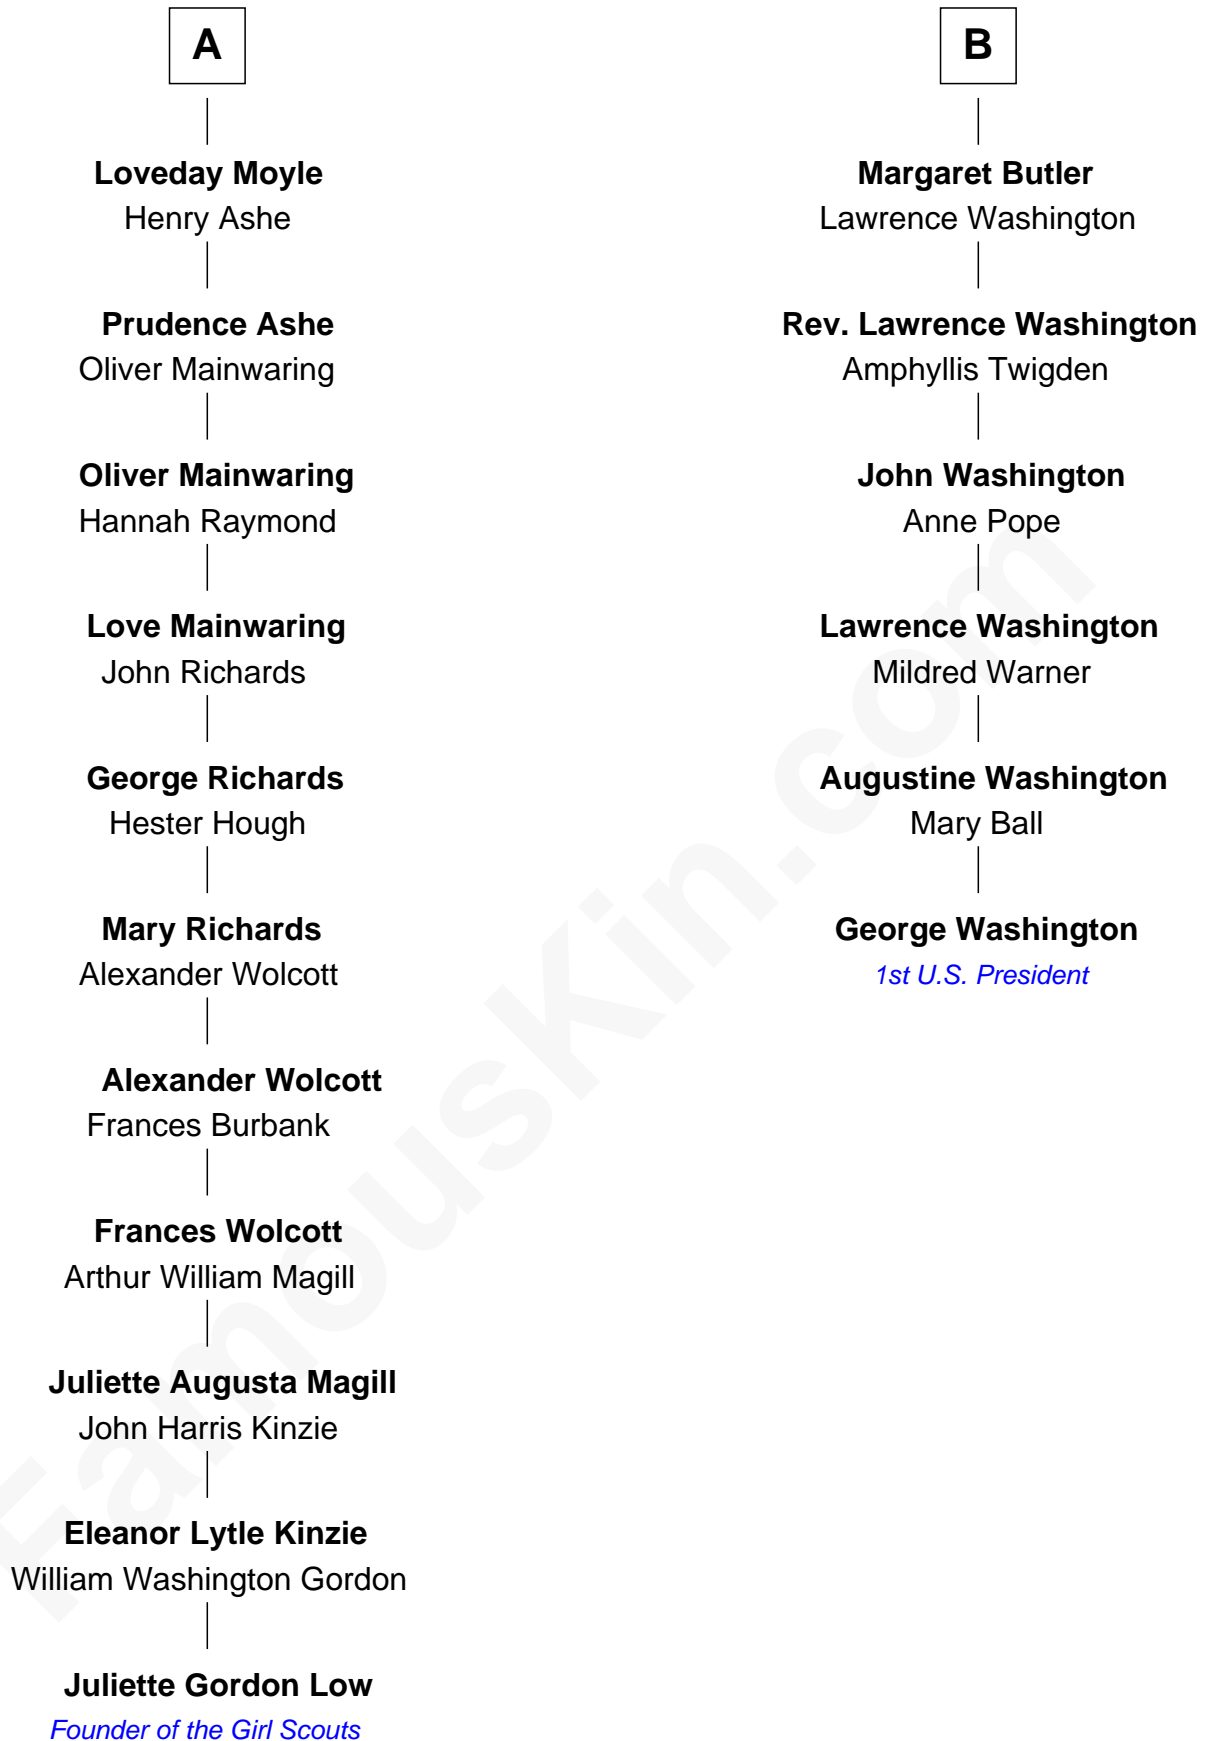 A
Loveday Moyle
Henry Ashe
Prudence Ashe
Oliver Mainwaring
Oliver Mainwaring
Hannah Raymond
Love Mainwaring
John Richards
George Richards
Hester Hough
Mary Richards
Alexander Wolcott
Alexander Wolcott
Frances Burbank
Frances Wolcott
Arthur William Magill
Juliette Augusta Magill
John Harris Kinzie
Eleanor Lytle Kinzie
William Washington Gordon
Juliette Gordon Low
Founder of the Girl Scouts
B
Margaret Butler
Lawrence Washington
Rev. Lawrence Washington
Amphyllis Twigden
John Washington
Anne Pope
Lawrence Washington
Mildred Warner
Augustine Washington
Mary Ball
George Washington
1st U.S. President
FamousKin.com